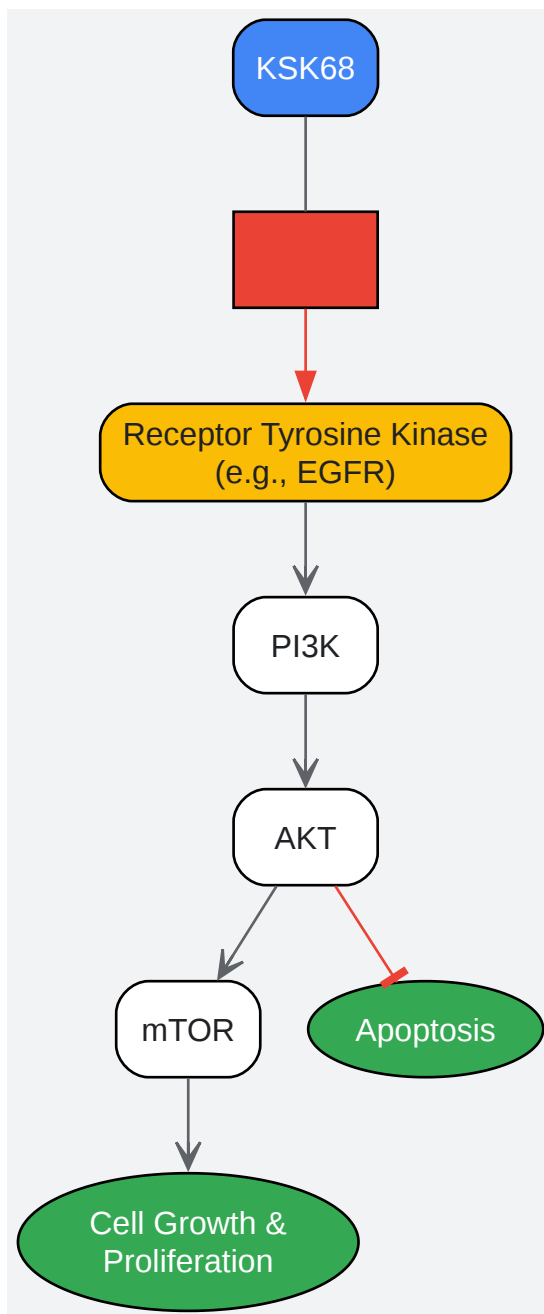 KSK68
Receptor Tyrosine Kinase
(e.g., EGFR)
PI3K
AKT
mTOR
Apoptosis
Cell Growth &
Proliferation